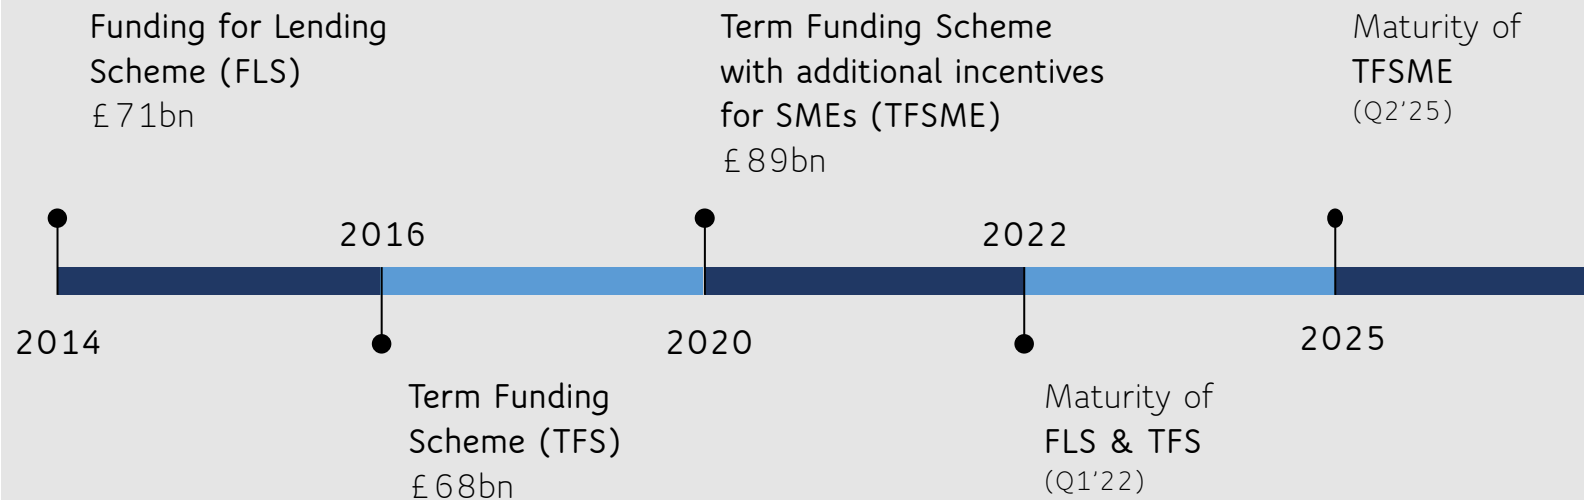 Funding for Lending
Scheme (FLS)
£71bn
Term Funding Scheme
with additional incentives
for SMEs (TFSME)
£89bn
Maturity of
TFSME
(Q2’25)
2016
2022
2014
2020
2025
Term Funding
Scheme (TFS)
£68bn
Maturity of
FLS & TFS
(Q1’22)